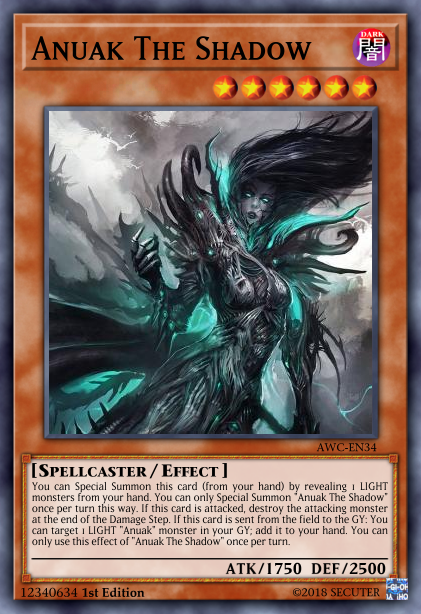 Anuak The Shadow
DARK
闇
AWC-EN34
[Spellcaster / Effect]
You can Special Summon this card (from your hand) by revealing 1 LIGHT
monsters from your hand. You can only Special Summon "Anuak The Shadow"
once per turn this way. If this card is attacked, destroy the attacking monster
at the end of the Damage Step. If this card is sent from the field to the GY: You
can target 1 LIGHT "Anuak" monster in your GY; add it to your hand. You can
only use this effect of "Anuak The Shadow" once per turn.
ATK/1750 DEF/2500
12340634 1st Edition
©2018 SECUTER